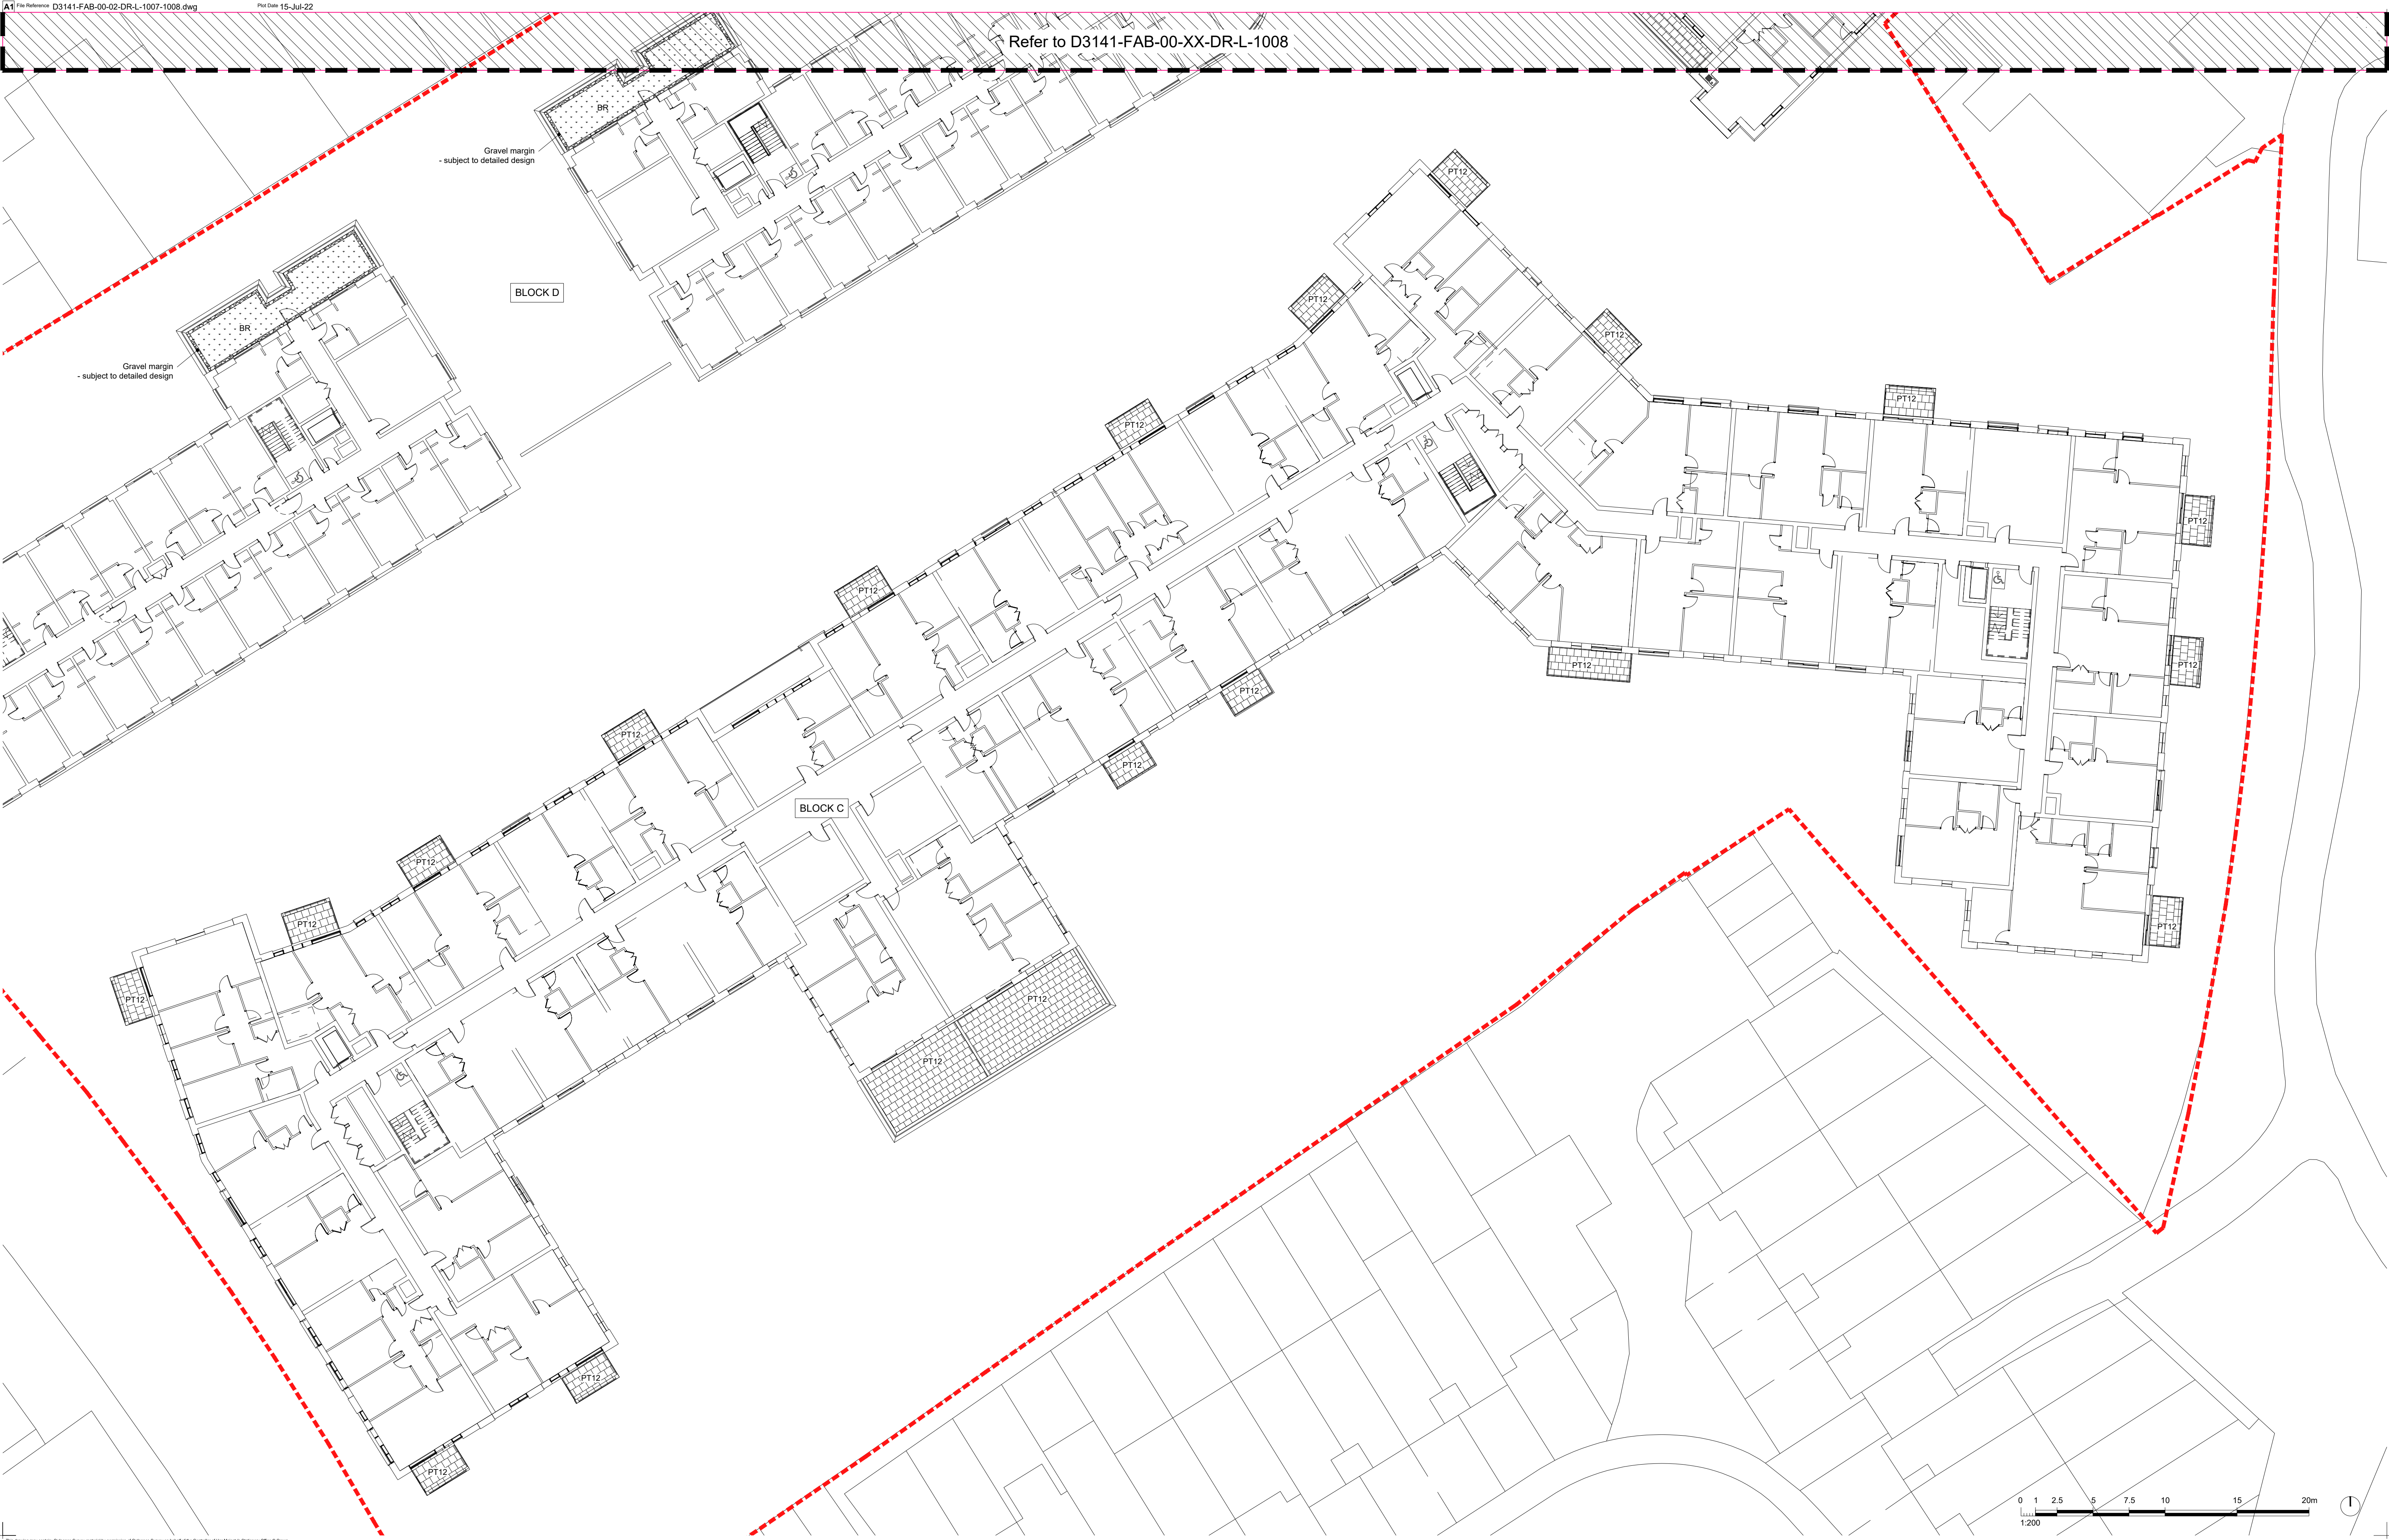 A1 File Reference D3141-FAB-00-02-DR-L-1007-1008.dwg Plot Date 15-Jul-22
Refer to D3141-FAB-00-XX-DR-L-1008
BR
Gravel margin
- subject to detailed design
PT12
BLOCK D
PT12
BR
PT12
Gravel margin
- subject to detailed design
PT12
PT12
PT12
PT12
PT12
PT12
PT12
PT12
PT12
BLOCK C
PT12
PT12
PT12
PT12
PT12
PT12
PT12
PT12
PT12
0 1 2.5 5 7.5 10 15 20m
1:200